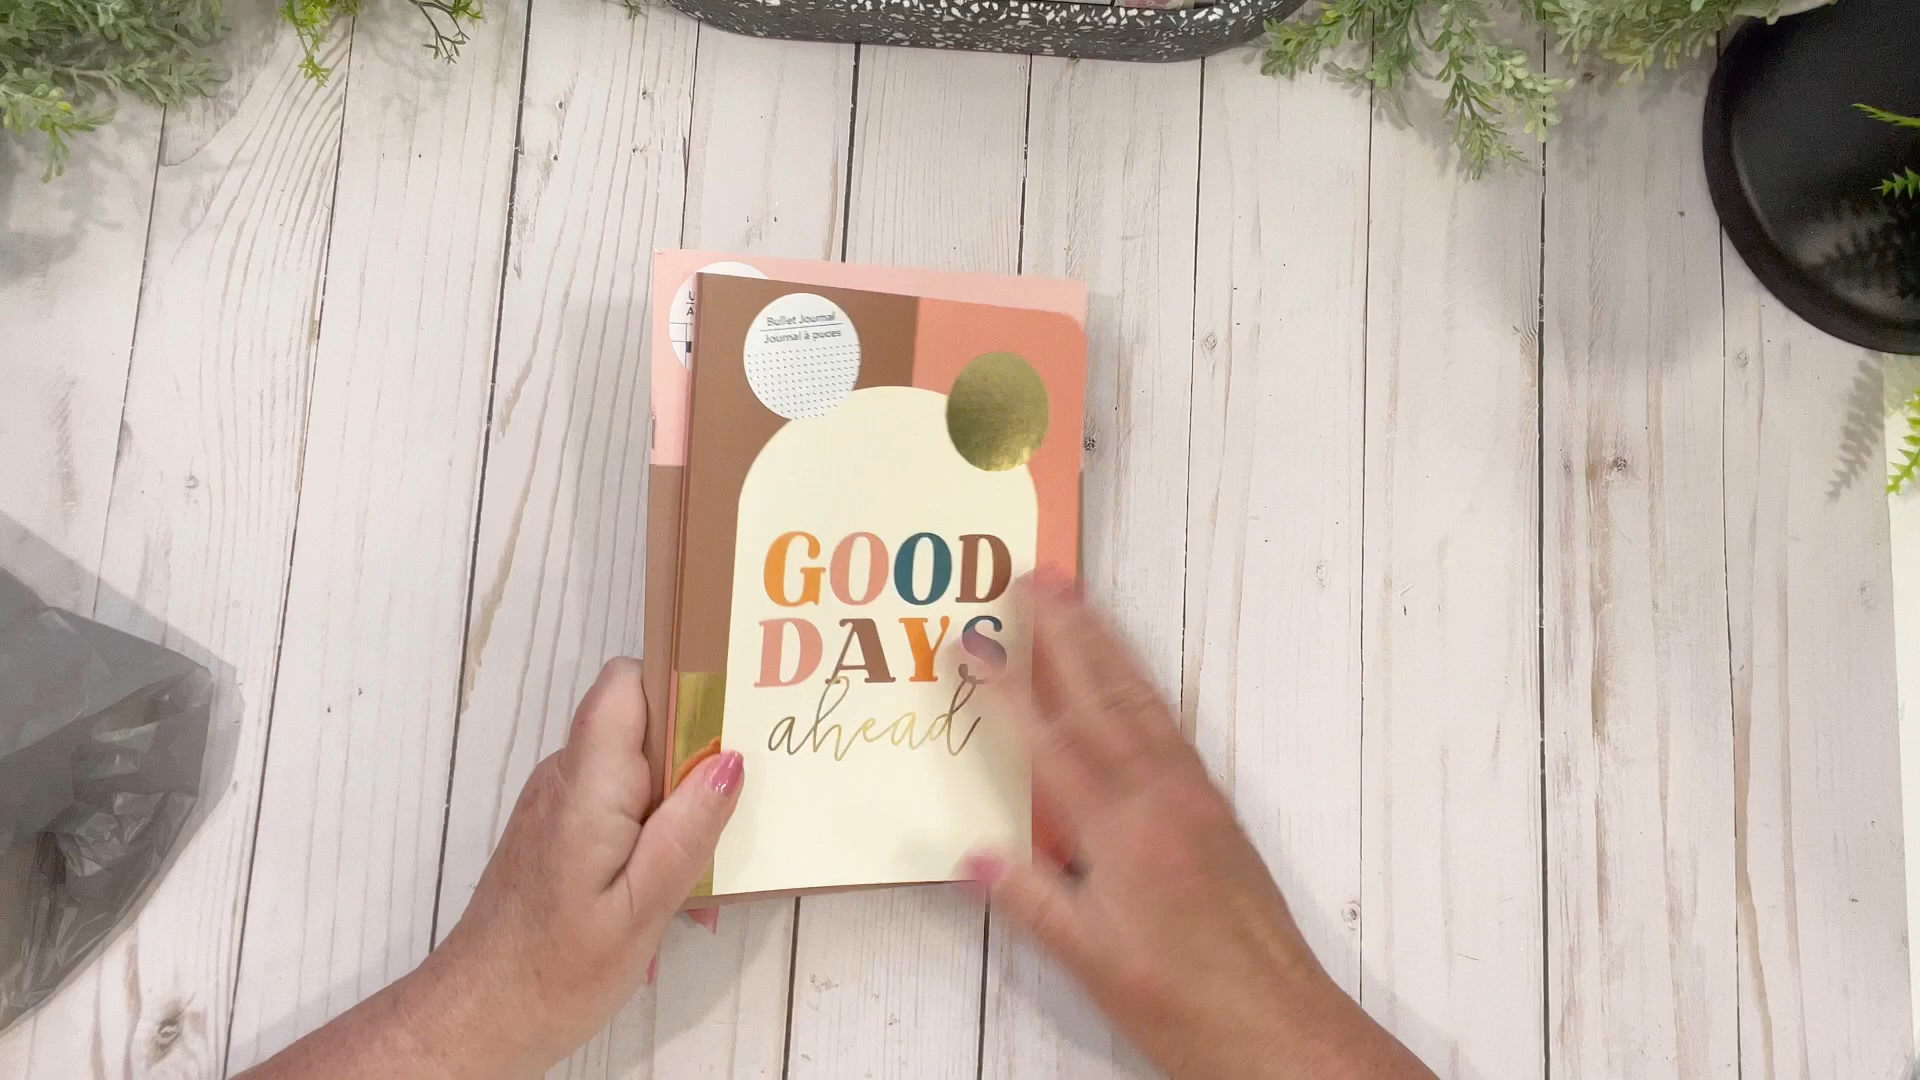 Bullet Journal
Journal à puces
GOOD
DAYS
ahead